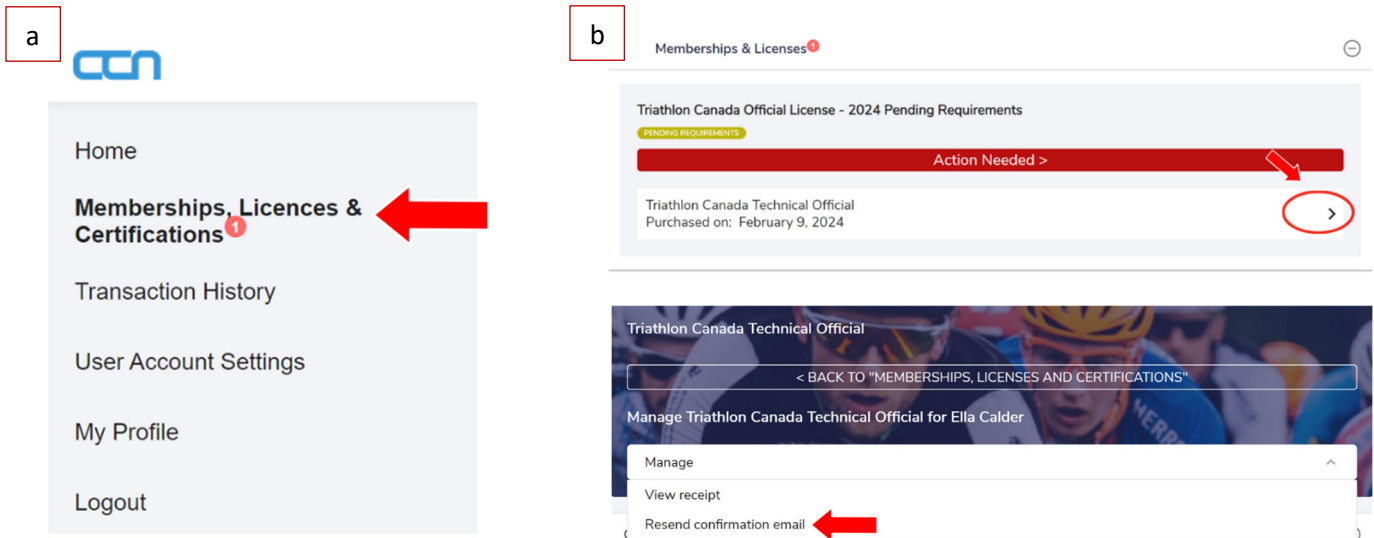 a
ccn
Home
Memberships, Licences &
Certifications 1
Transaction History
User Account Settings
My Profile
Logout
b
Memberships & Licenses 1
Triathlon Canada Official License - 2024 Pending Requirements
PENDING REQUIREMENTS
Action Needed >
Triathlon Canada Technical Official
Purchased on: February 9, 2024
Triathlon Canada Technical Official
< BACK TO "MEMBERSHIPS, LICENSES AND CERTIFICATIONS"
Manage Triathlon Canada Technical Official for Ella Calder
Manage
View receipt
Resend confirmation email